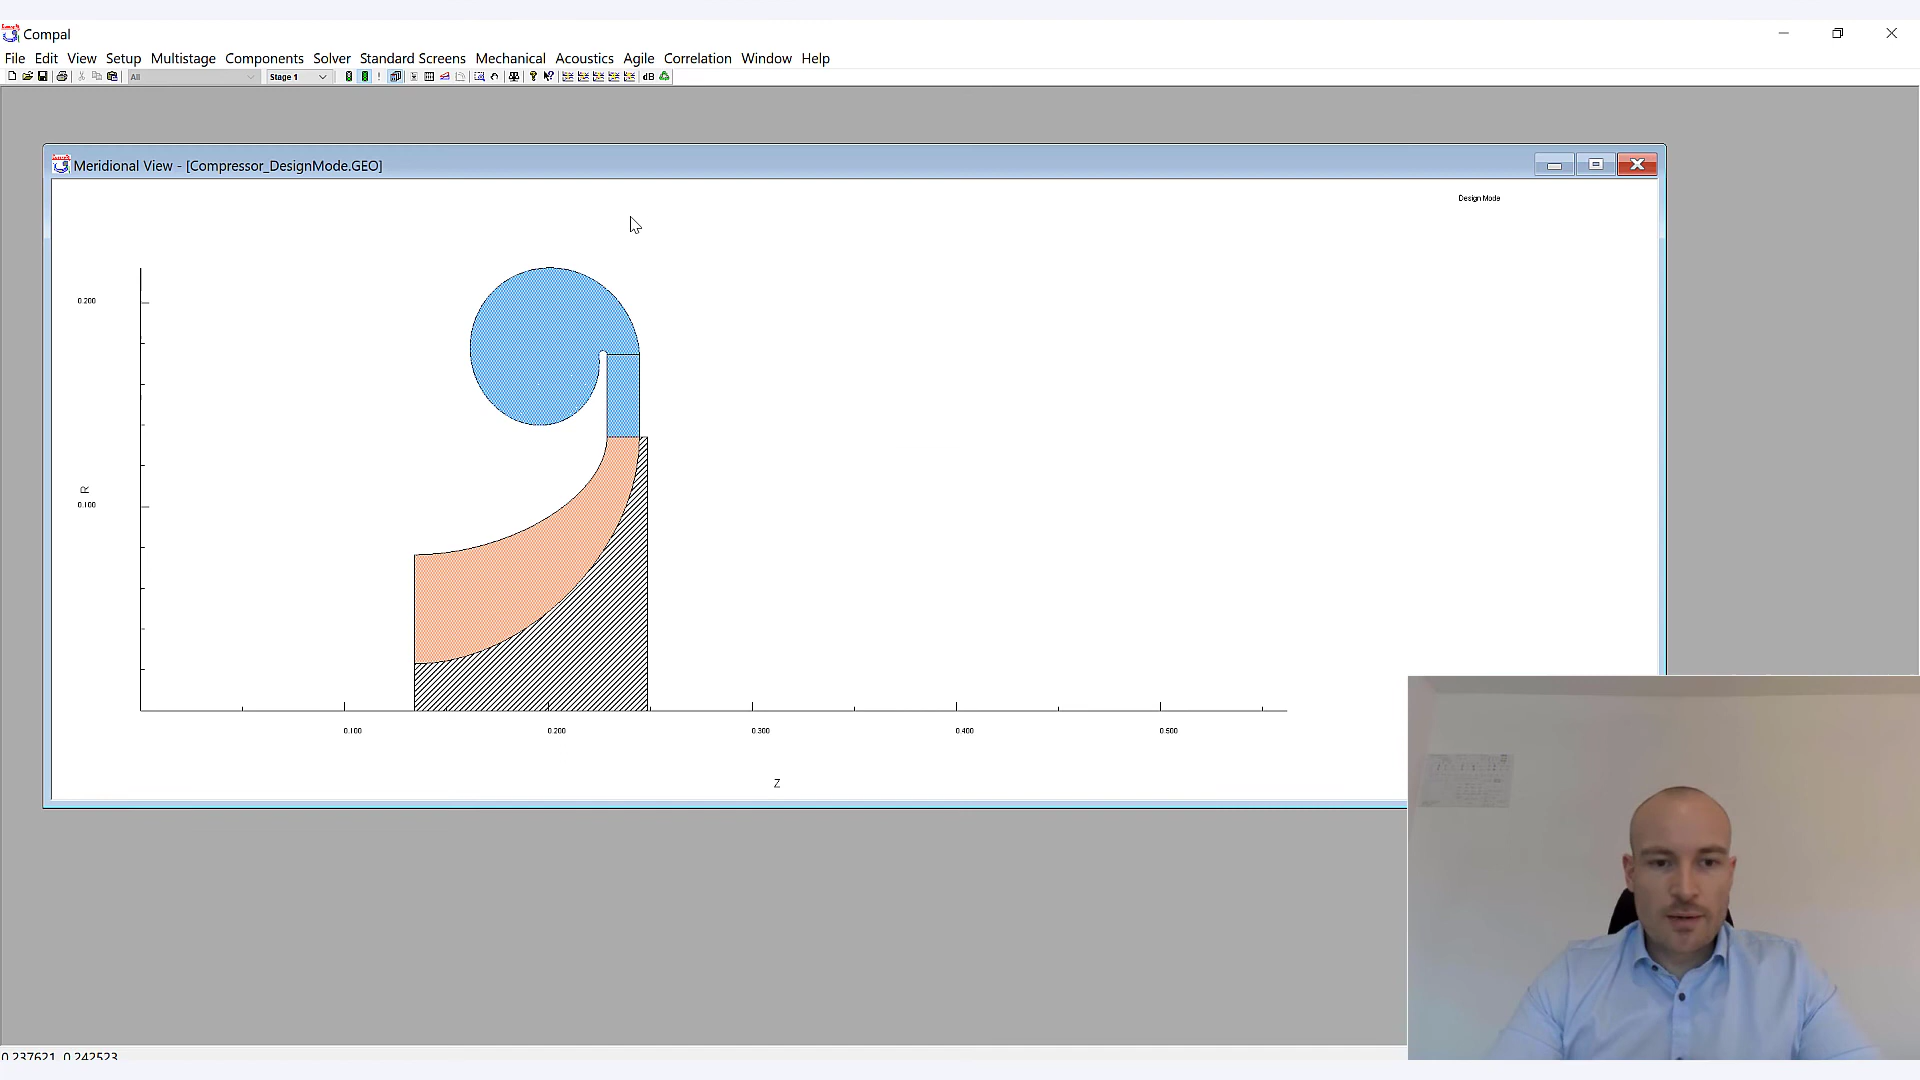 Compal
File Edit View Setup Multistage Components Solver Standard Screens Mechanical Acoustics Agile Correlation Window Help
All Stage 1 dB
Meridional View - [Compressor_DesignMode.GEO]
Design Mode
0.200
R
0.100
0.100 0.200 0.300 0.400 0.500
Z
0.237621, 0.242523